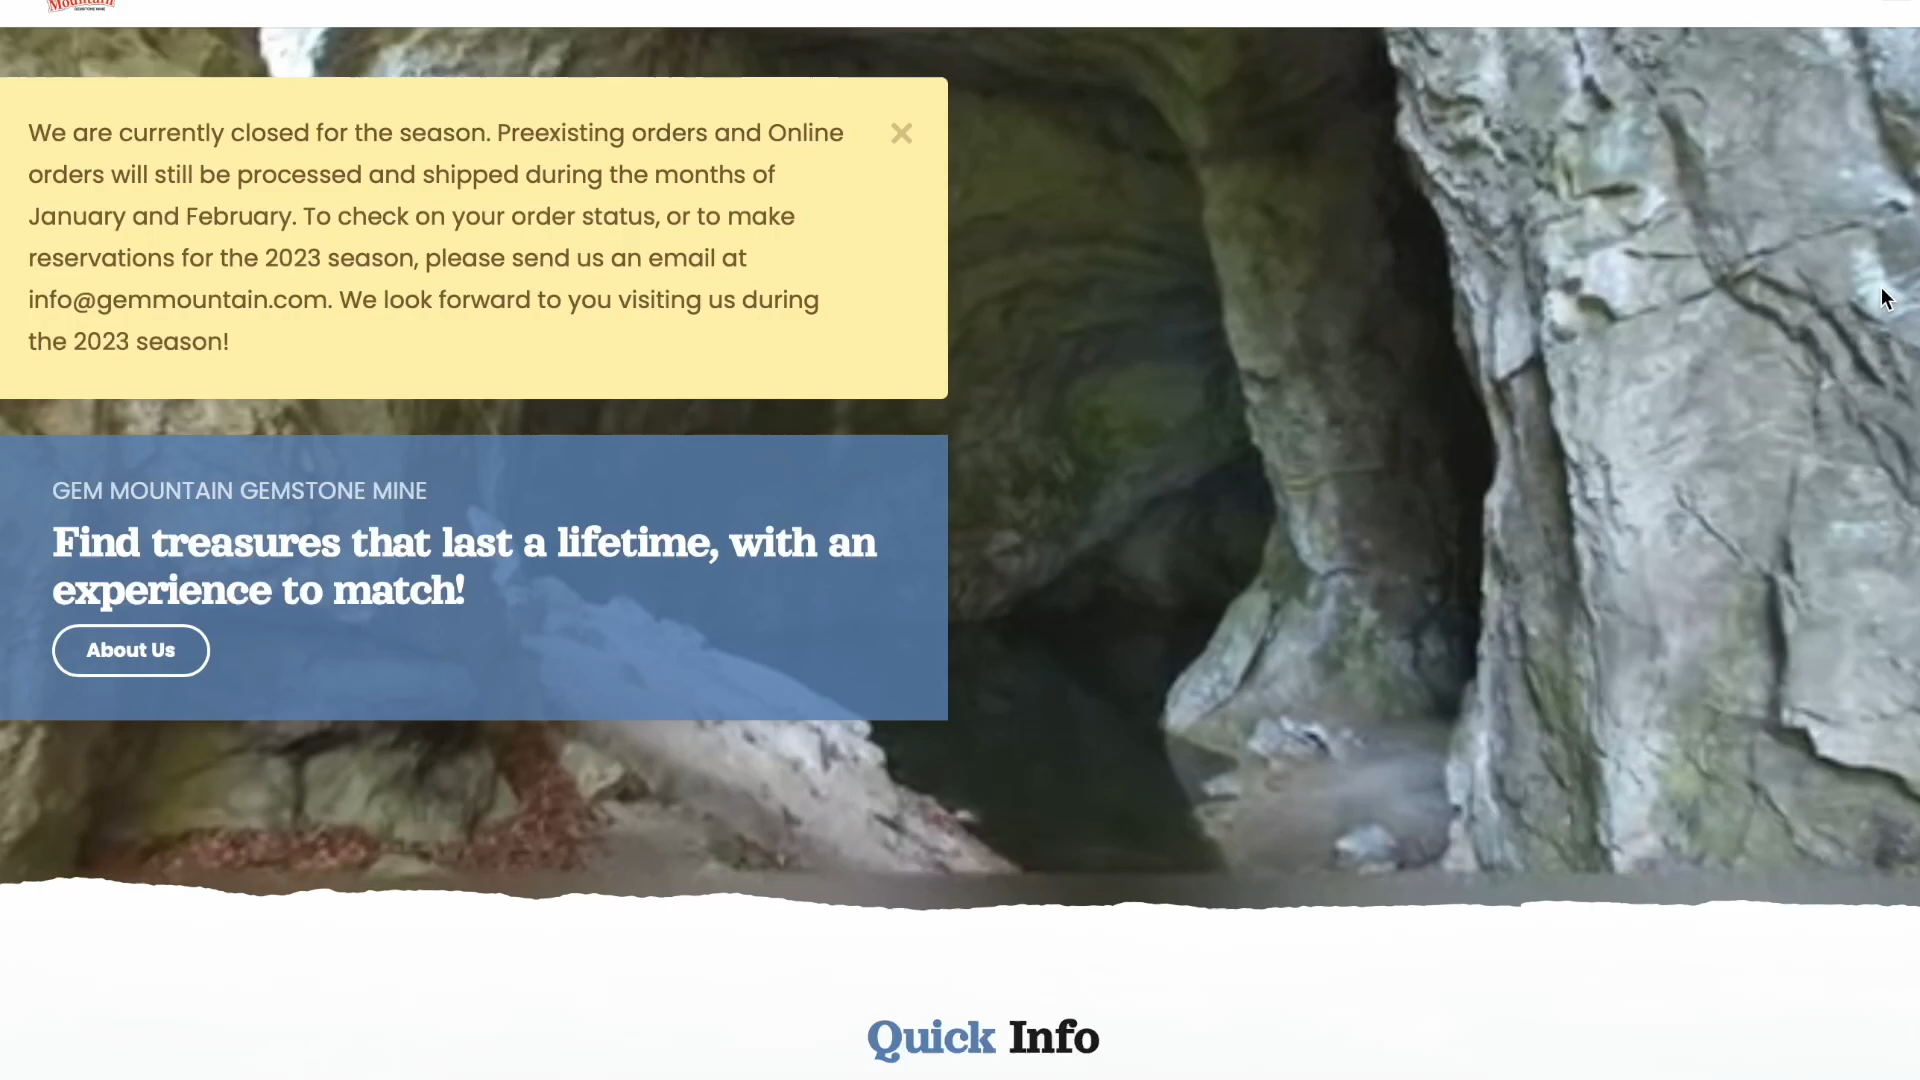 Mountain
GEMSTONE MINE
We are currently closed for the season. Preexisting orders and Online
orders will still be processed and shipped during the months of
January and February. To check on your order status, or to make
reservations for the 2023 season, please send us an email at
info@gemmountain.com. We look forward to you visiting us during
the 2023 season!
GEM MOUNTAIN GEMSTONE MINE
Find treasures that last a lifetime, with an
experience to match!
About Us
Quick Info